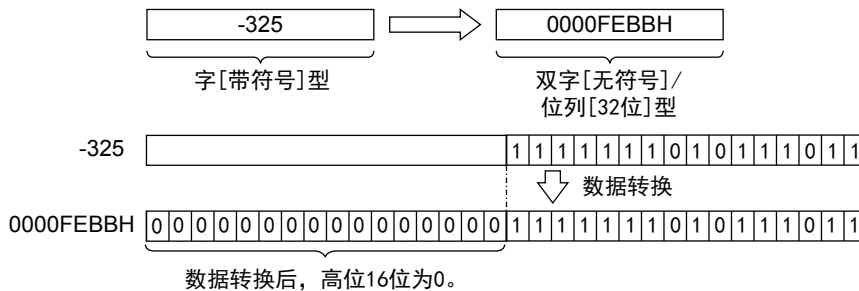 -325 0000FEBBH
字[带符号]型 双字[无符号]/
位列[32位]型
-325 1 1 1 1 1 1 1 0 1 0 1 1 1 0 1 1
数据转换
0000FEBBH 0 0 0 0 0 0 0 0 0 0 0 0 0 0 0 0 1 1 1 1 1 1 1 0 1 0 1 1 1 0 1 1
数据转换后，高位16位为0。